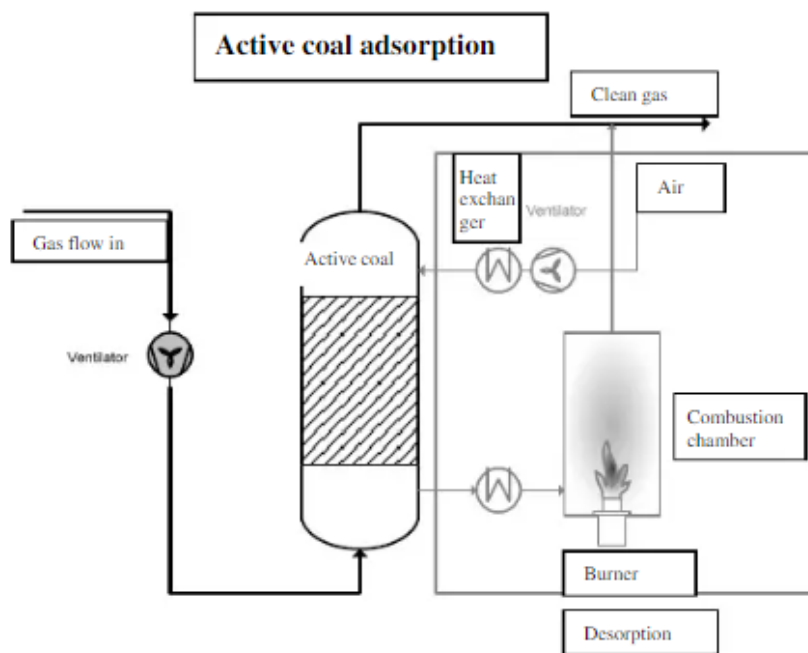 Active coal adsorption
Clean gas
Heat
exchan
ger
Ventilator
Air
Gas flow in
Active coal
Ventilator
Combustion
chamber
Burner
Desorption